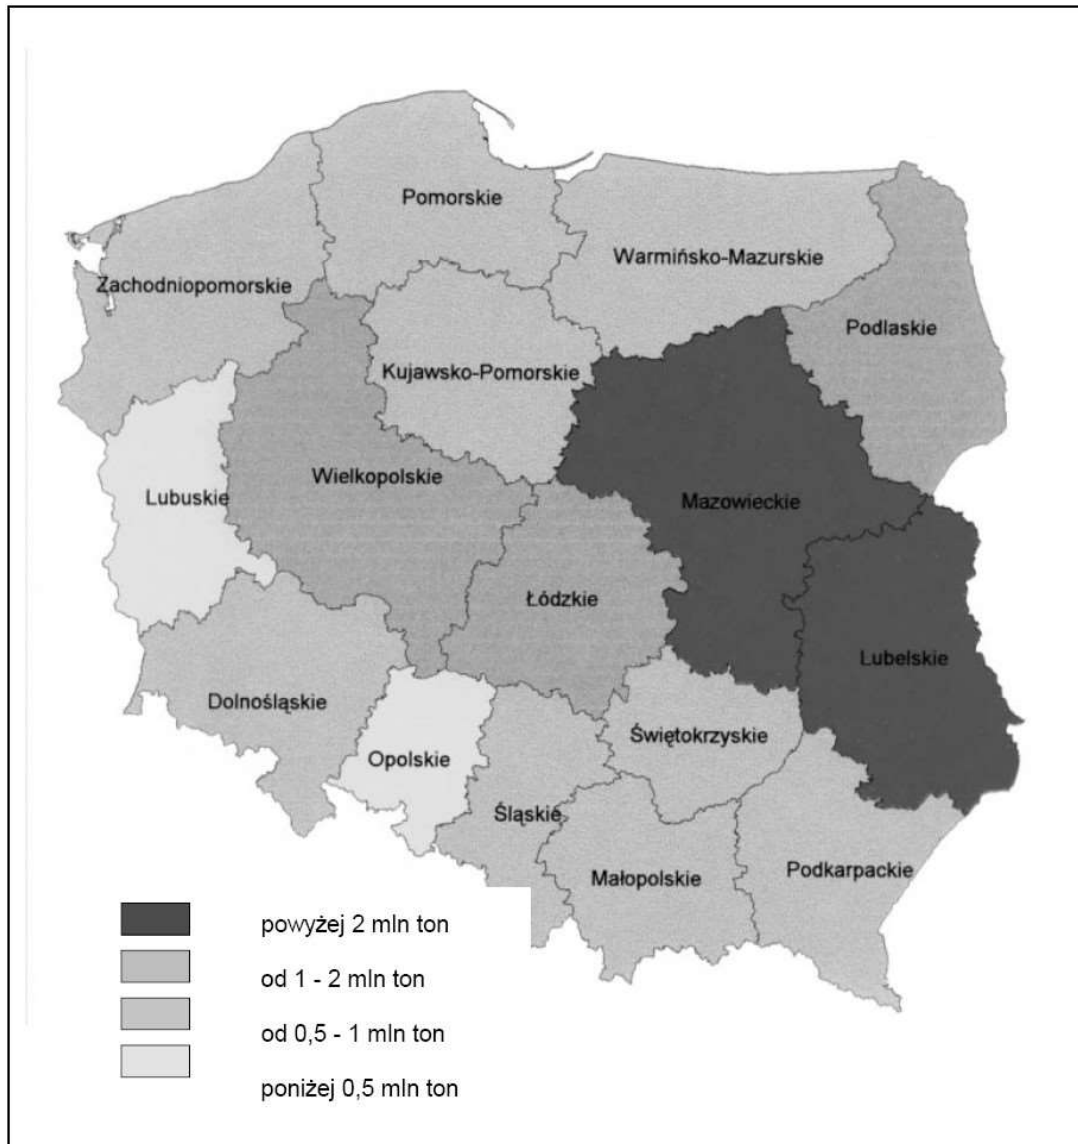 Pomorskie
Warmińsko-Mazurskie
Zachodniopomorskie
Podlaskie
Kujawsko-Pomorskie
Wielkopolskie
Lubuskie
Mazowieckie
Łódzkie
Lubelskie
Dolnośląskie
Świętokrzyskie
Opolskie
Śląskie
Małopolskie
Podkarpackie
powyżej 2 mln ton
od 1 - 2 mln ton
od 0,5 - 1 mln ton
poniżej 0,5 mln ton